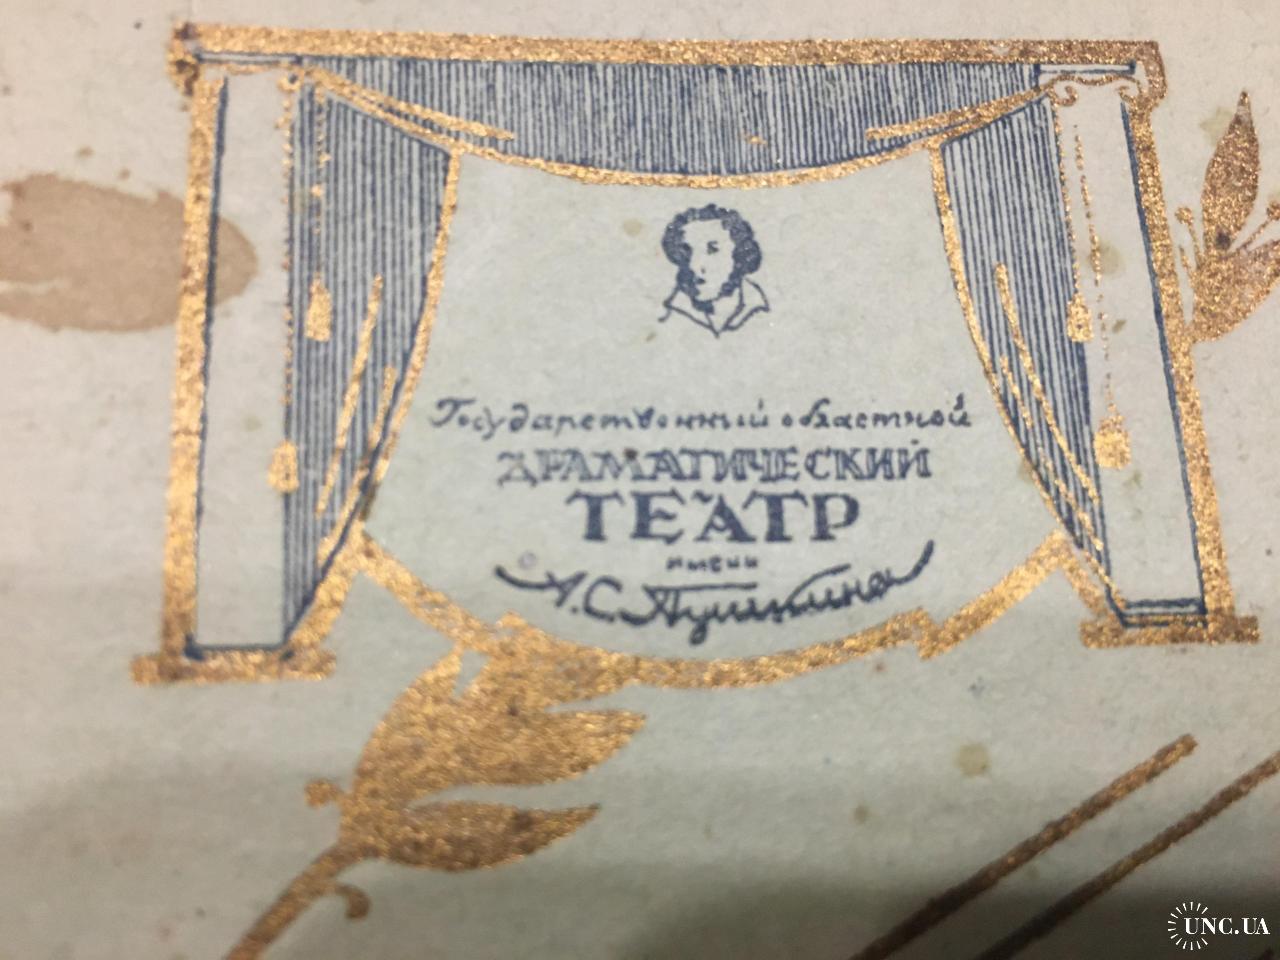 Государственный областной
ДРАМАТИЧЕСКИЙ
ТЕАТР
имени
А.С. Пушкина
UNC.UA